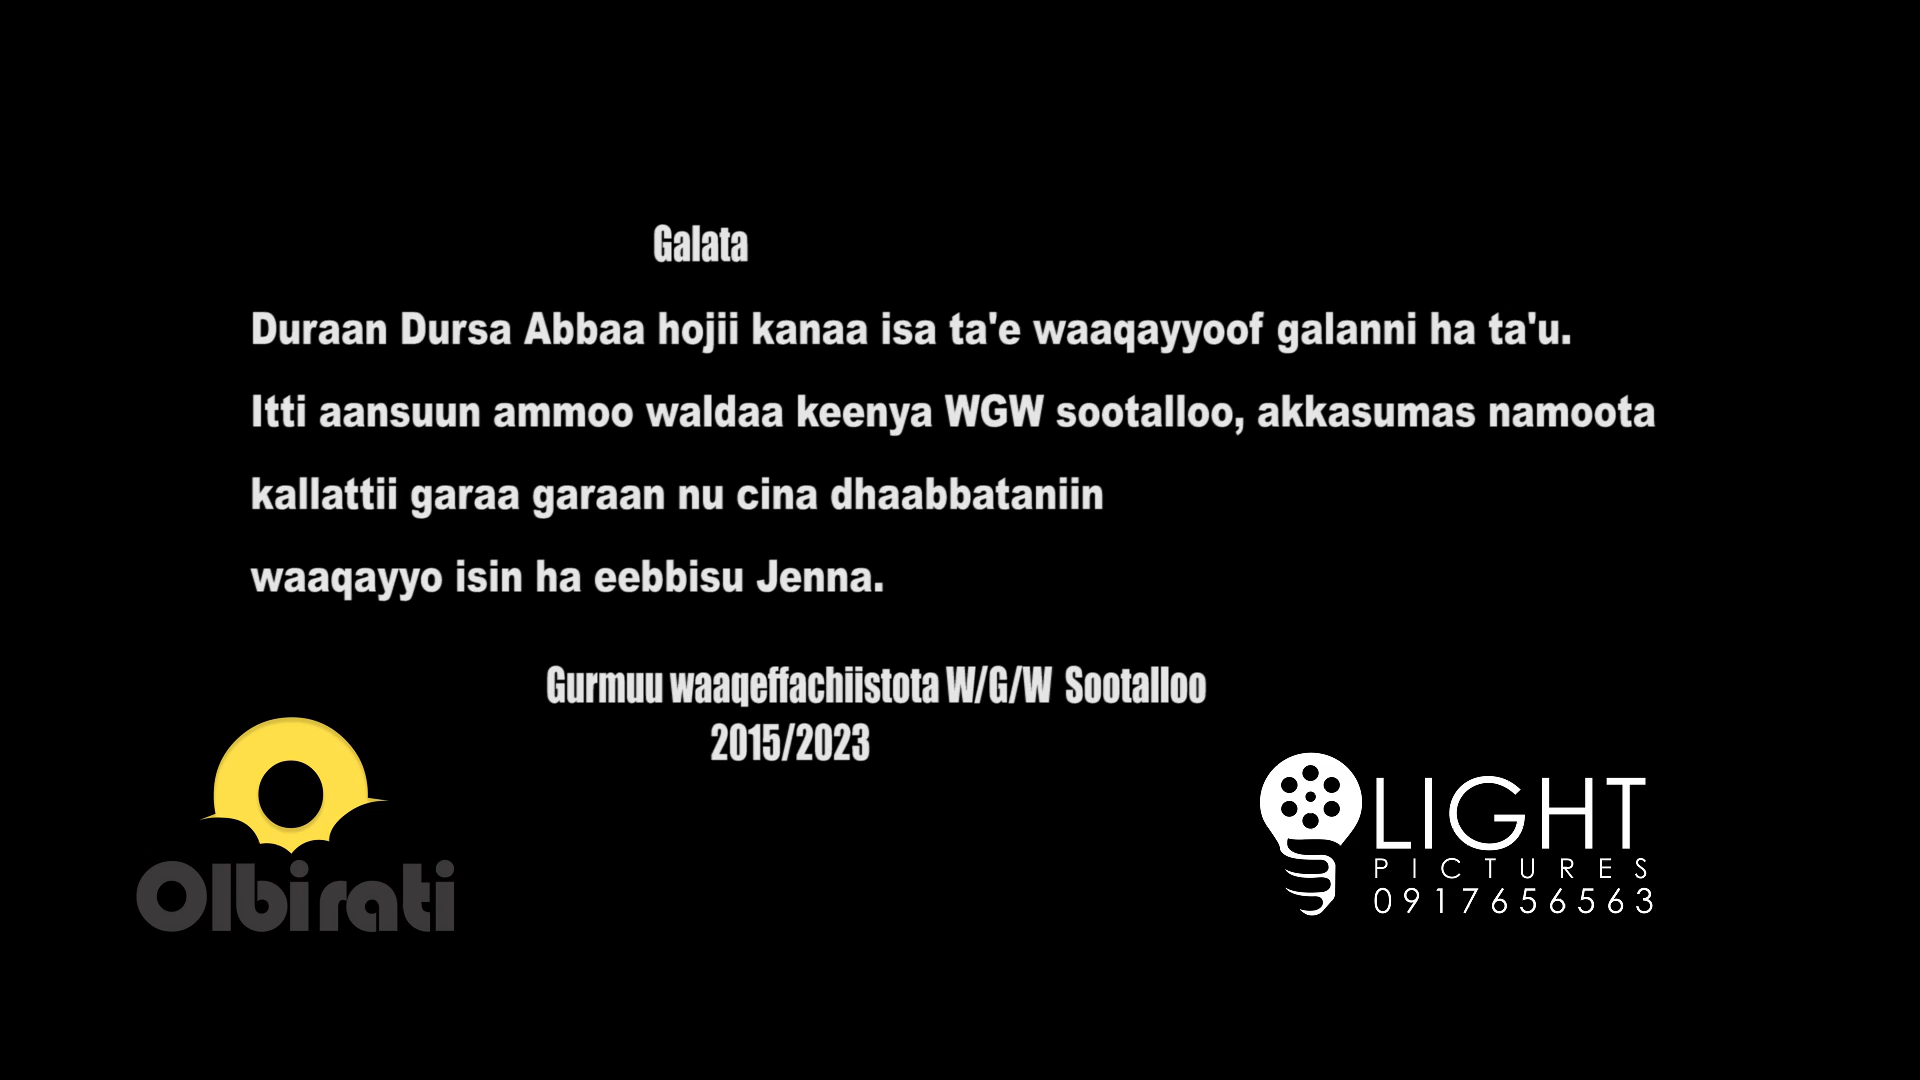 Galata
Duraan Dursa Abbaa hojii kanaa isa ta'e waaqayyoof galanni ha ta'u.
Itti aansuun ammoo waldaa keenya WGW sootalloo, akkasumas namoota
kallattii garaa garaan nu cina dhaabbataniin
waaqayyo isin ha eebbisu Jenna.
Gurmuu waaqeffachiistota W/G/W Sootalloo
2015/2023
Olbirati
LIGHT
PICTURES
0917656563